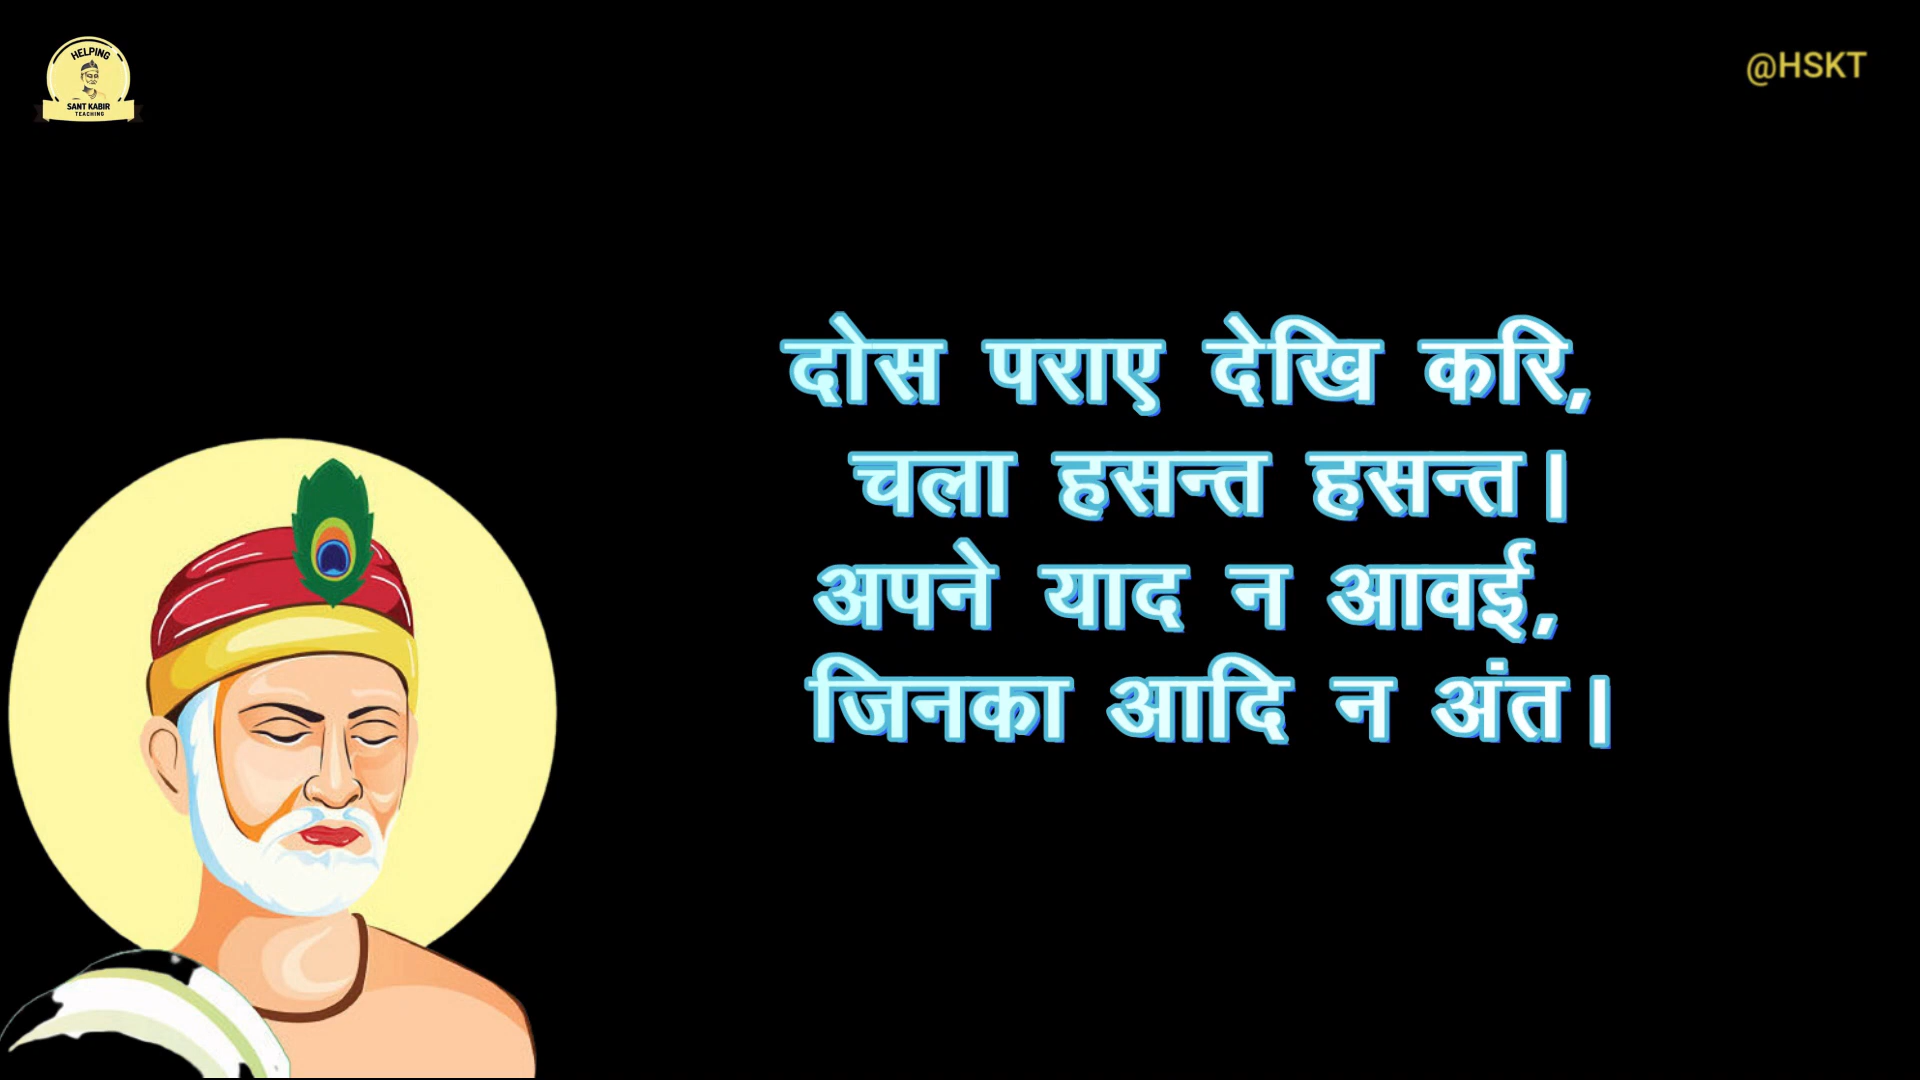 HELPING
SANT KABIR
TEACHING
@HSKT
दोस पराए देखि करि,
चला हसन्त हसन्त।
अपने याद न आवई,
जिनका आदि न अंत।